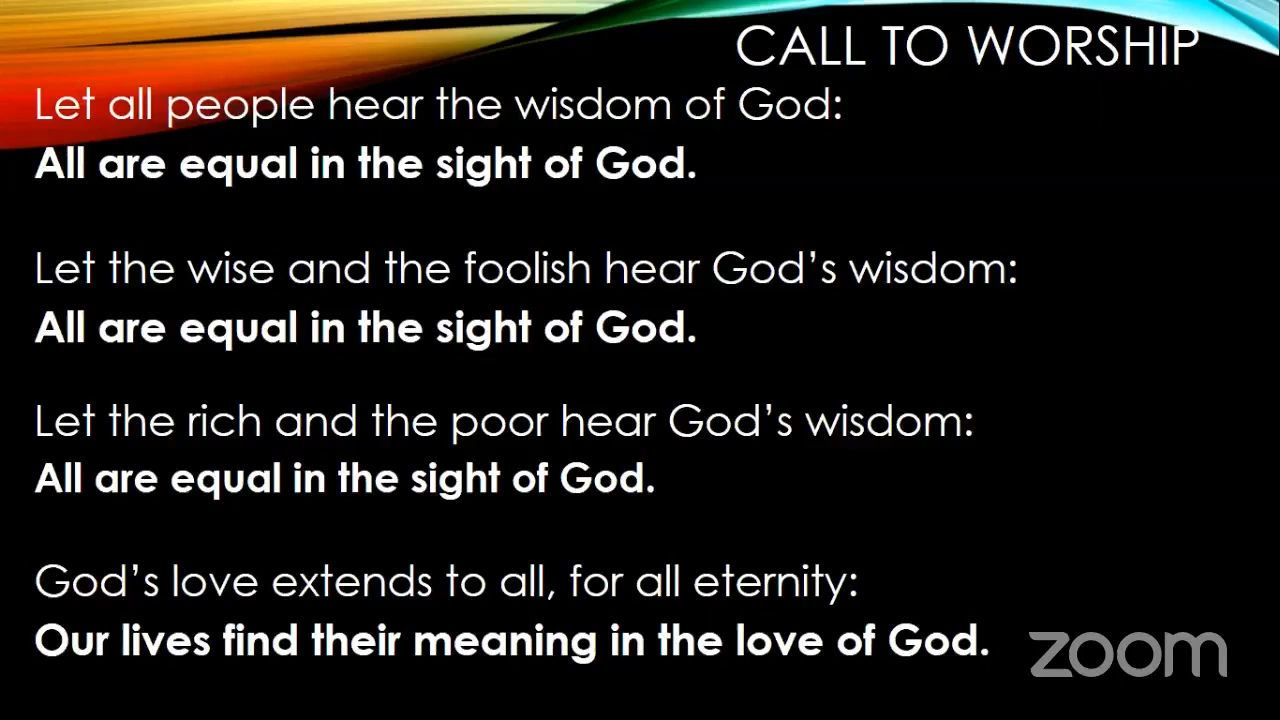 CALL TO WORSHIP
Let all people hear the wisdom of God:
All are equal in the sight of God.
Let the wise and the foolish hear God’s wisdom:
All are equal in the sight of God.
Let the rich and the poor hear God’s wisdom:
All are equal in the sight of God.
God’s love extends to all, for all eternity:
Our lives find their meaning in the love of God.
zoom